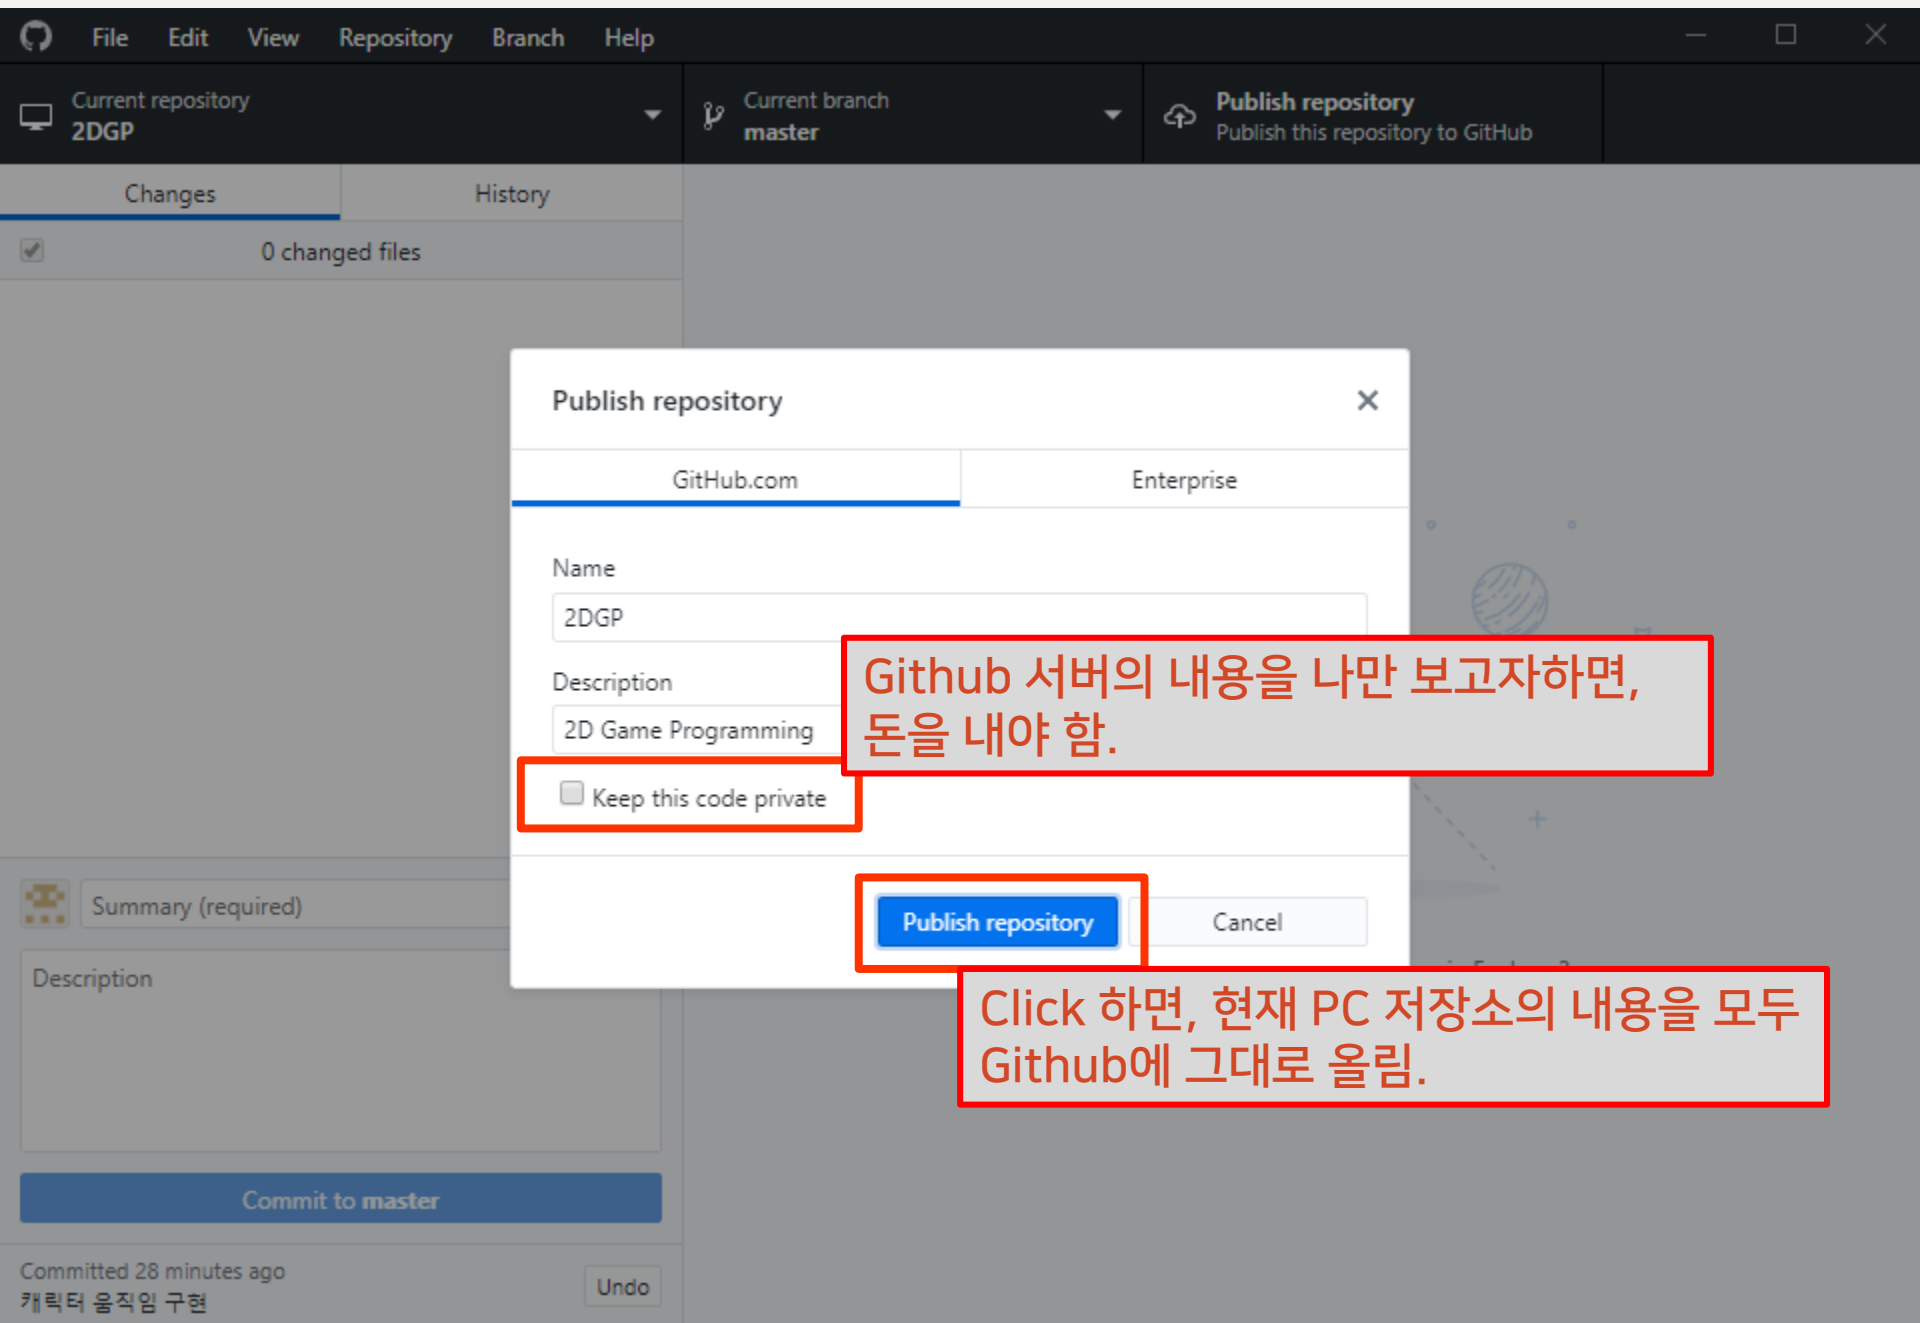 File Edit View Repository Branch Help
Current repository
2DGP
Current branch
master
Publish repository
Publish this repository to GitHub
Changes
History
0 changed files
Publish repository
GitHub.com
Enterprise
Name
2DGP
Description
2D Game Programming
Github 서버의 내용을 나만 보고자하면,
돈을 내야 함.
Keep this code private
Publish repository
Cancel
Click 하면, 현재 PC 저장소의 내용을 모두
Github에 그대로 올림.
Summary (required)
Description
Commit to master
Committed 28 minutes ago
캐릭터 움직임 구현
Undo